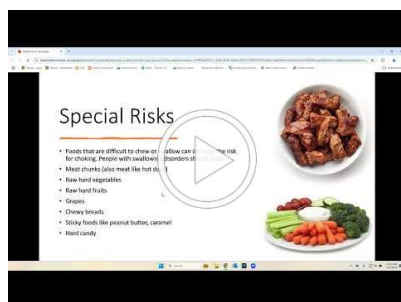 Special Risks
• Foods that are difficult to chew or swallow can the risk
for choking. People with swallowing disorders
• Meat chunks (also meat like hot
• Raw hard vegetables
• Raw hard fruits
• Grapes
• Chewy breads
• Sticky foods like peanut butter, caramel
• Hard candy